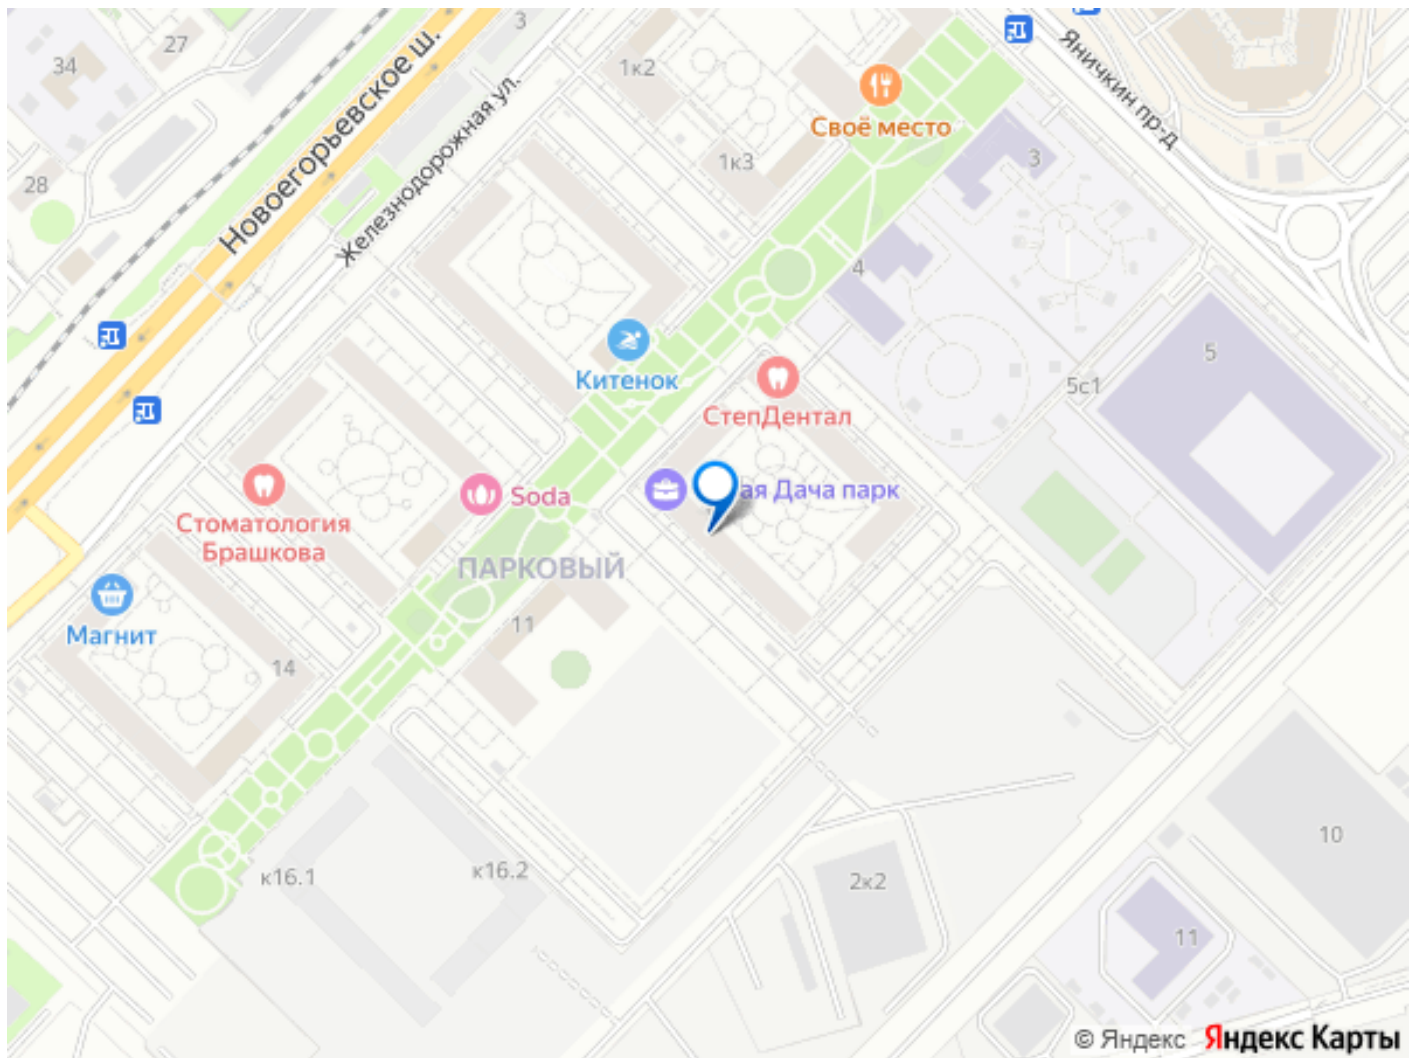 27
34
28
Новоегорьевское ш.
Железнодорожная ул.
3
1к2
1к3
Своё место
Яничкин пр-д
3
4
5
5с1
Китенок
СтепДентал
ая Дача парк
Soda
Стоматология
Брашкова
ПАРКОВЫЙ
Магнит
11
14
к16.1
к16.2
2к2
10
11
© Яндекс Яндекс Карты